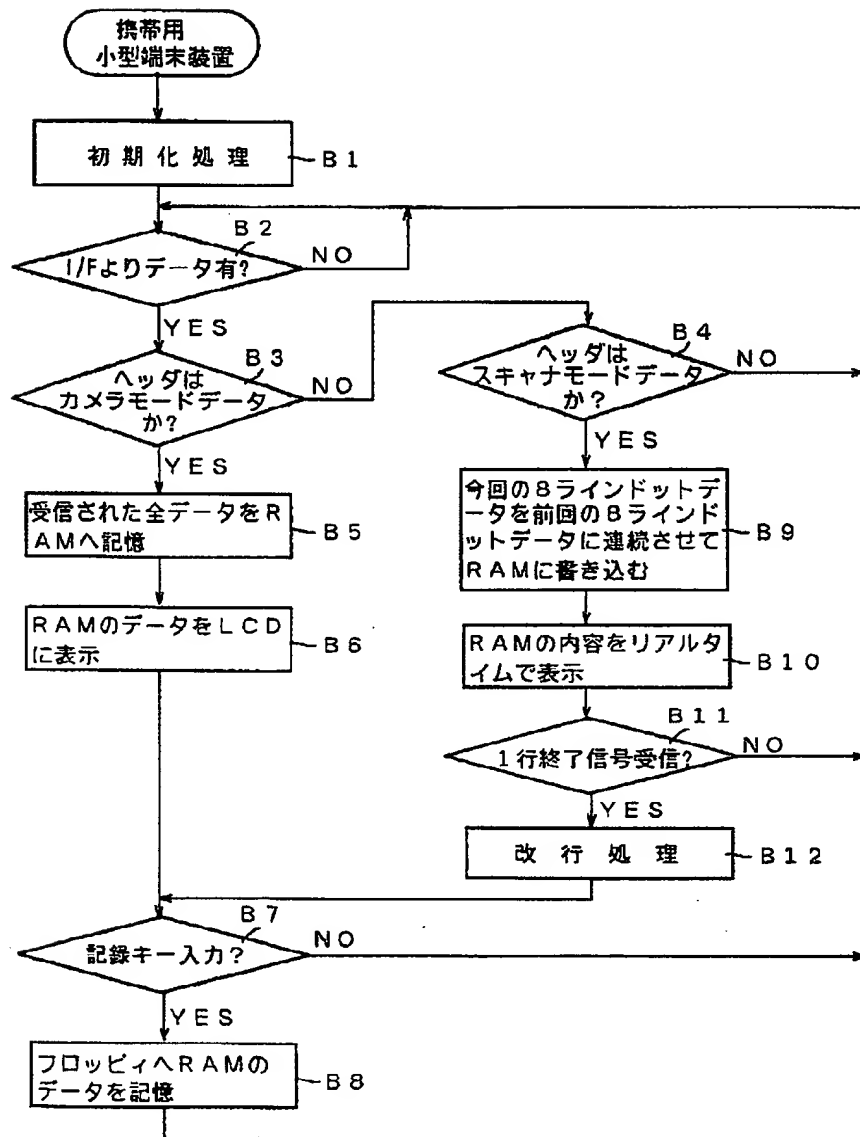 携帯用
小型端末装置
初期化処理
B1
B2
I/Fよりデータ有?
NO
YES
B3
ヘッダは
カメラモードデータ
か?
NO
YES
B4
ヘッダは
スキャナモードデータ
か?
NO
YES
受信された全データをR
AMへ記憶
B5
今回の8ラインドットデ
ータを前回の8ラインド
ットデータに連続させて
RAMに書き込む
B9
RAMのデータをLCD
に表示
B6
RAMの内容をリアルタ
イムで表示
B10
B11
1行終了信号受信?
NO
YES
改行処理
B12
B7
記録キー入力?
NO
YES
フロッピィへRAMの
データを記憶
B8